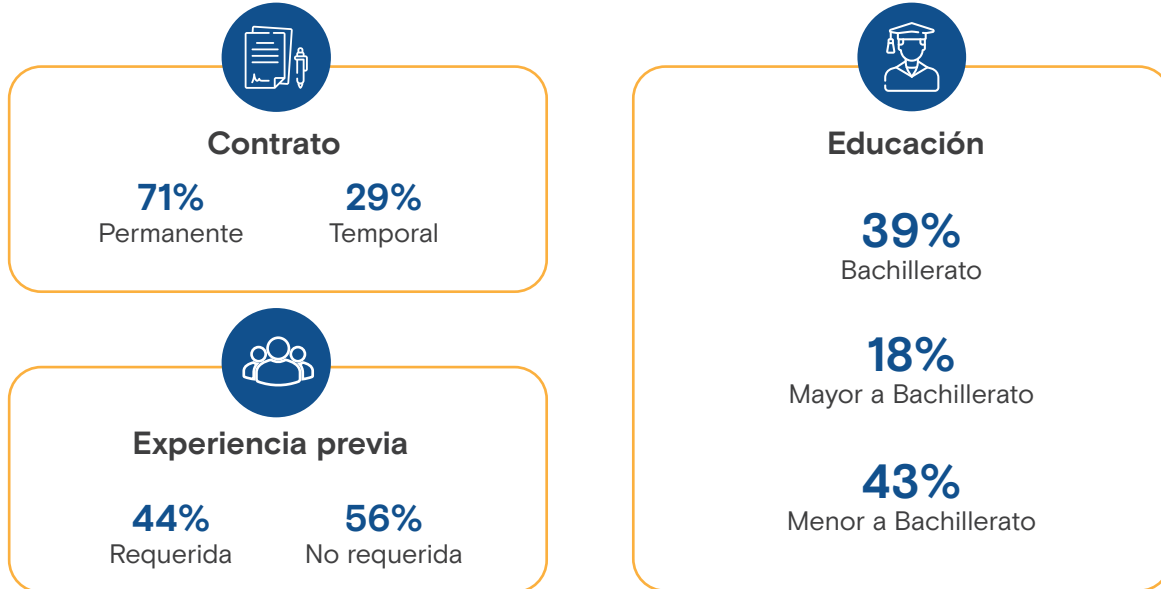 Contrato
71% 29%
Permanente Temporal
Experiencia previa
44% 56%
Requerida No requerida
Educación
39%
Bachillerato
18%
Mayor a Bachillerato
43%
Menor a Bachillerato